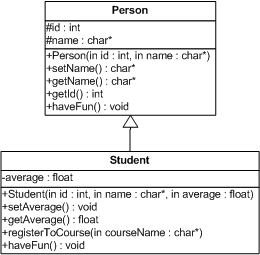 Person
#id : int
#name : char*
+Person(in id : int, in name : char*)
+setName() : char*
+getName() : char*
+getId() : int
+haveFun() : void
Student
-average : float
+Student(in id : int, in name : char*, in average : float)
+setAverage() : void
+getAverage() : float
+registerToCourse(in courseName : char*)
+haveFun() : void